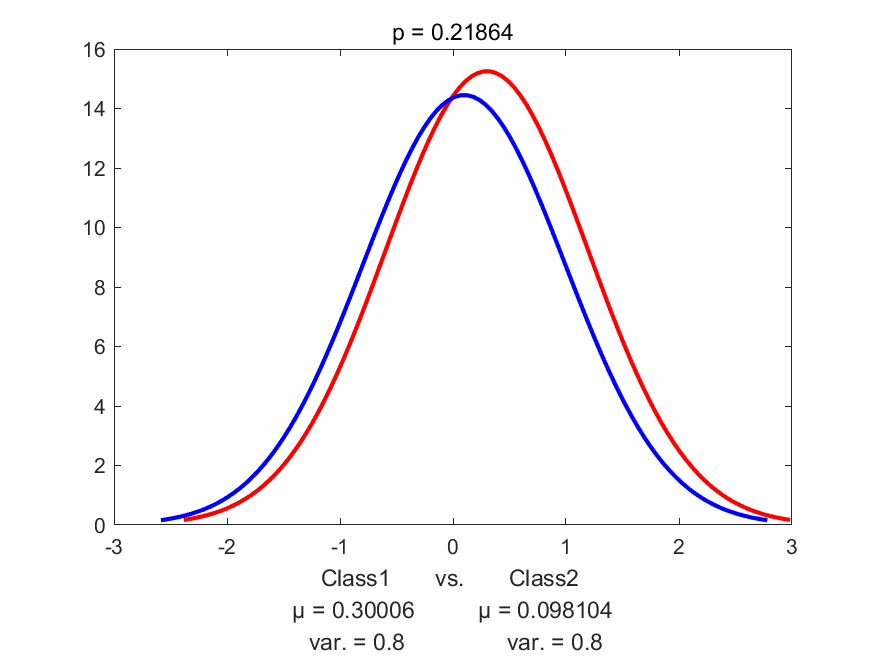 p = 0.21864
16
14
12
10
8
6
4
2
0
-3 -2 -1 0 1 2 3
Class1 vs. Class2
μ = 0.30006 μ = 0.098104
var. = 0.8 var. = 0.8